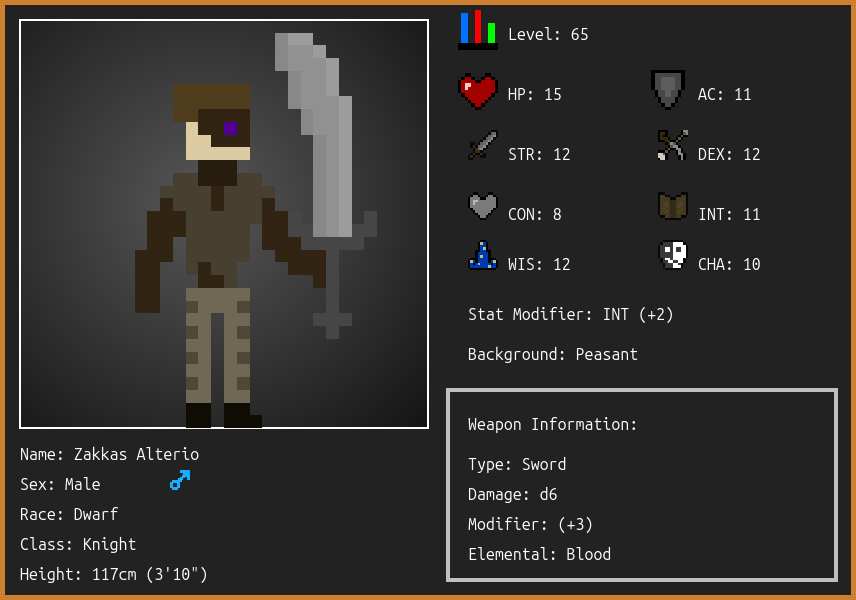 Level: 65
HP: 15
AC: 11
STR: 12
DEX: 12
CON: 8
INT: 11
WIS: 12
CHA: 10
Stat Modifier: INT (+2)
Background: Peasant
Weapon Information:
Type: Sword
Damage: d6
Modifier: (+3)
Elemental: Blood
Name: Zakkas Alterio
Sex: Male
Race: Dwarf
Class: Knight
Height: 117cm (3'10")